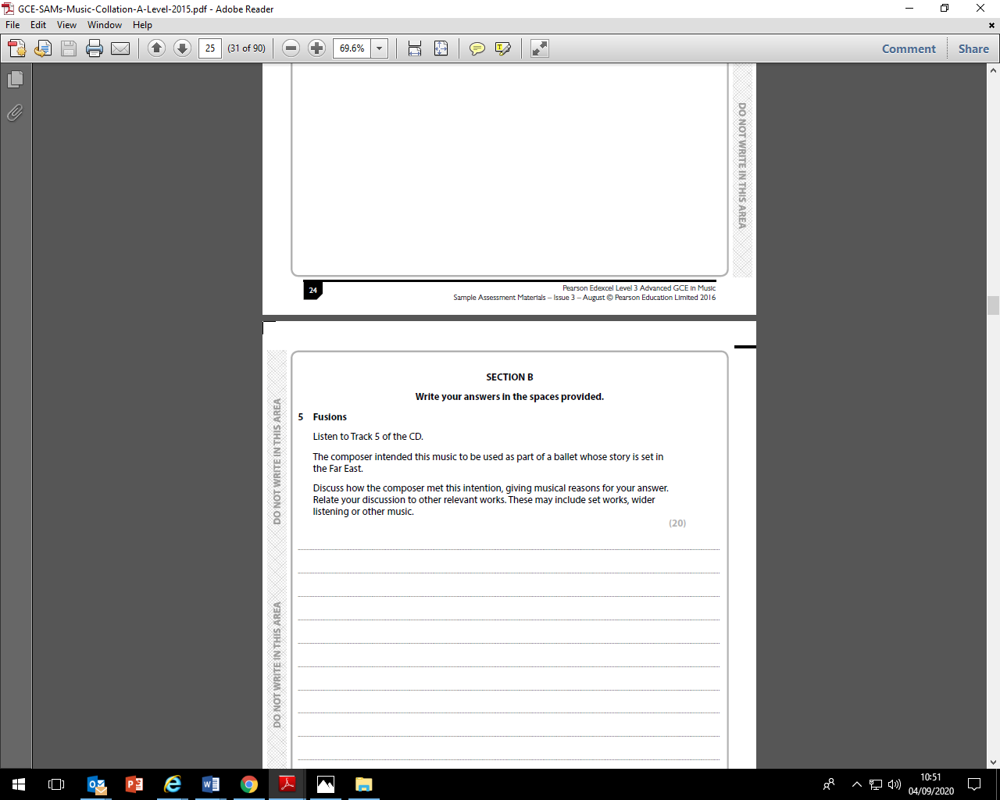 GCE-SAMs-Music-Collation-A-Level-2015.pdf - Adobe Reader
File Edit View Window Help
25 (31 of 90) 69.6% Comment Share
DO NOT WRITE IN THIS AREA
24
Pearson Edexcel Level 3 Advanced GCE in Music
Sample Assessment Materials – Issue 3 – August © Pearson Education Limited 2016
SECTION B
Write your answers in the spaces provided.
5 Fusions
Listen to Track 5 of the CD.
The composer intended this music to be used as part of a ballet whose story is set in
the Far East.
Discuss how the composer met this intention, giving musical reasons for your answer.
Relate your discussion to other relevant works. These may include set works, wider
listening or other music.
(20)
DO NOT WRITE IN THIS AREA
DO NOT WRITE IN THIS AREA
10:51
04/09/2020